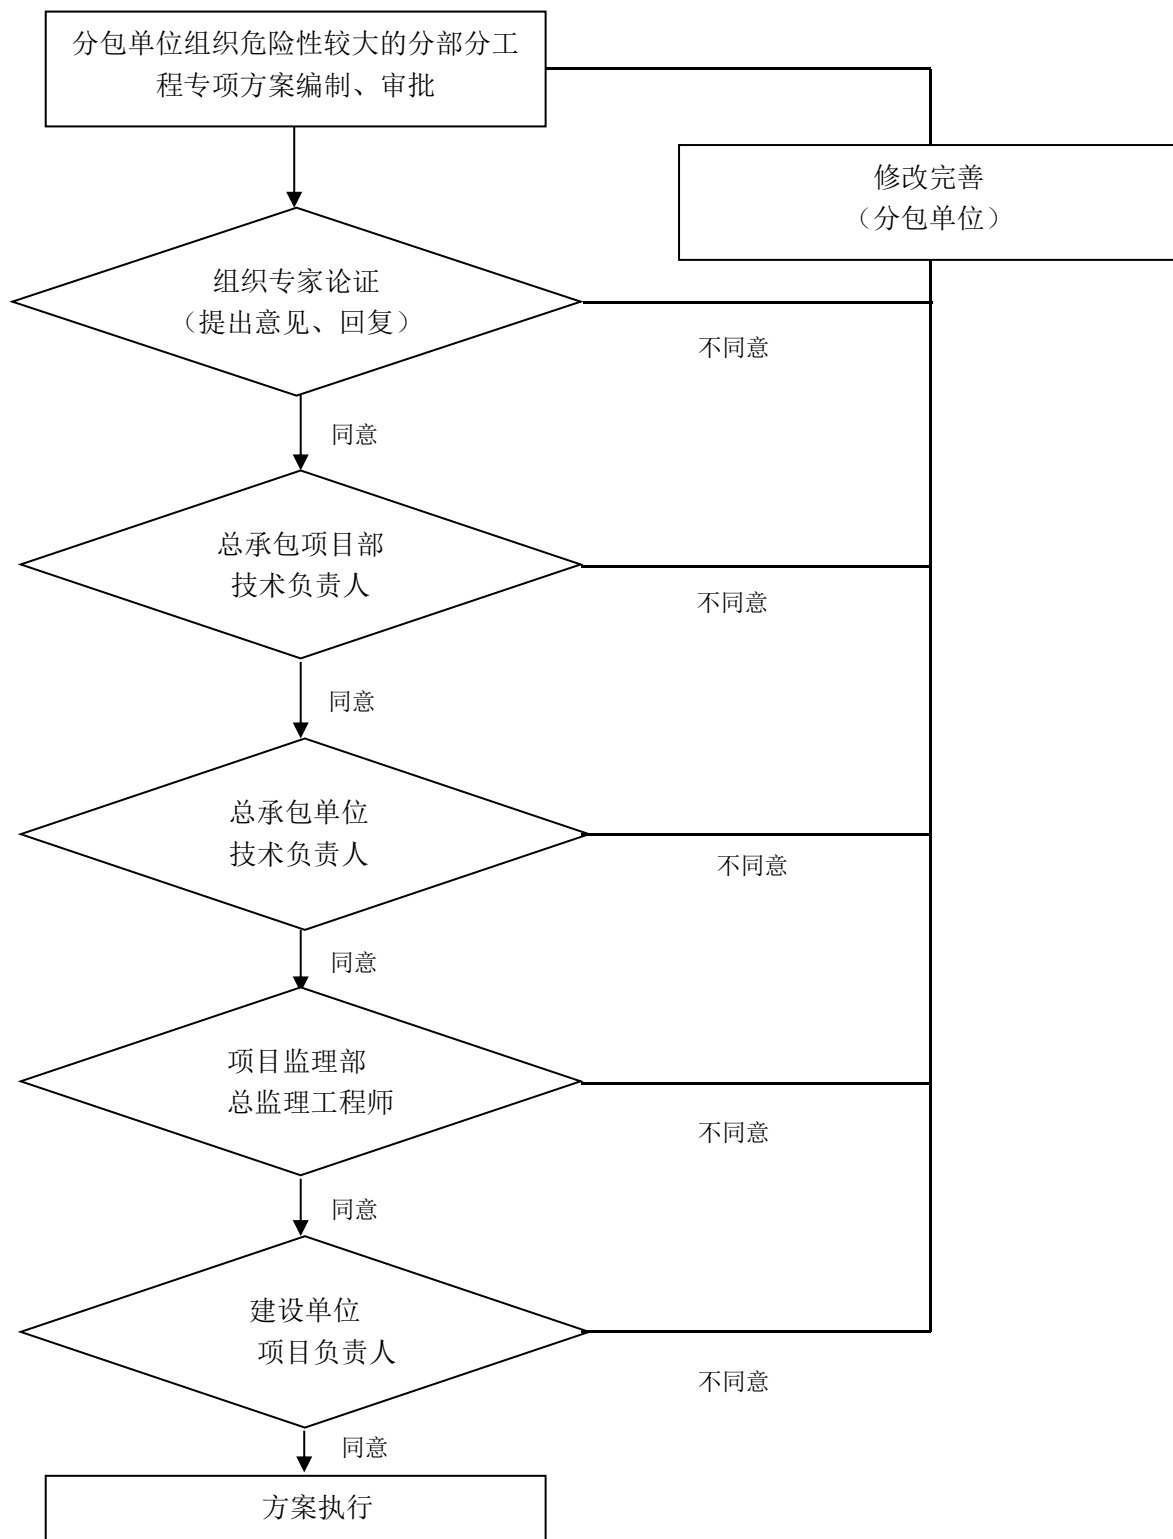 分包单位组织危险性较大的分部分工
程专项方案编制、审批
修改完善
（分包单位）
组织专家论证
（提出意见、回复）
不同意
同意
总承包项目部
技术负责人
不同意
同意
总承包单位
技术负责人
不同意
同意
项目监理部
总监理工程师
不同意
同意
建设单位
项目负责人
不同意
同意
方案执行